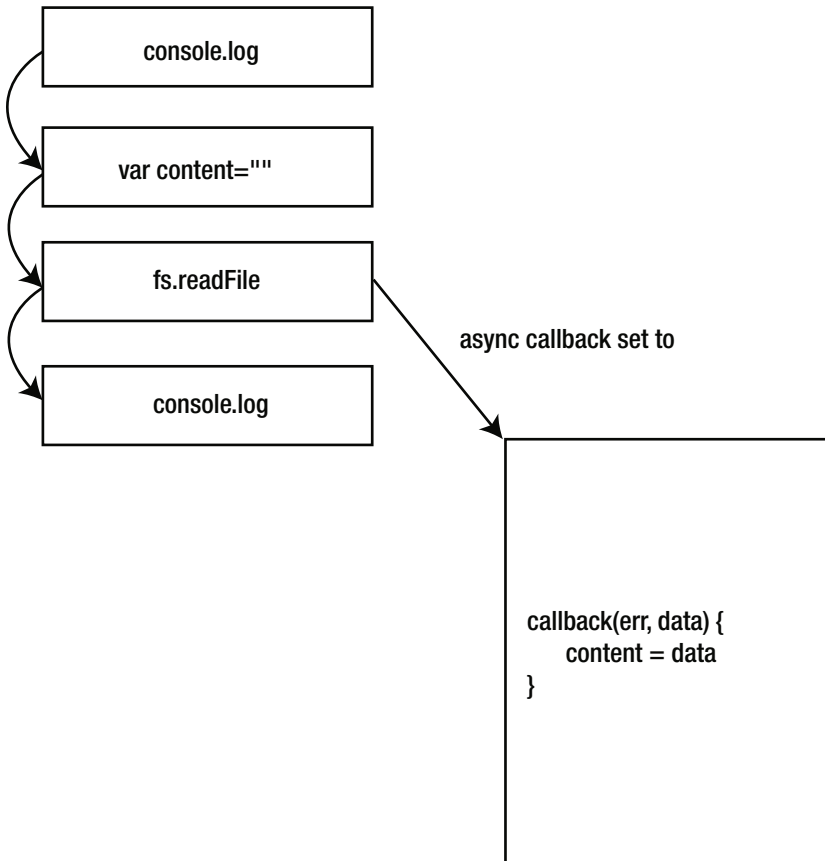 console.log
var content=""
fs.readFile
async callback set to
console.log
callback(err, data) {
content = data
}